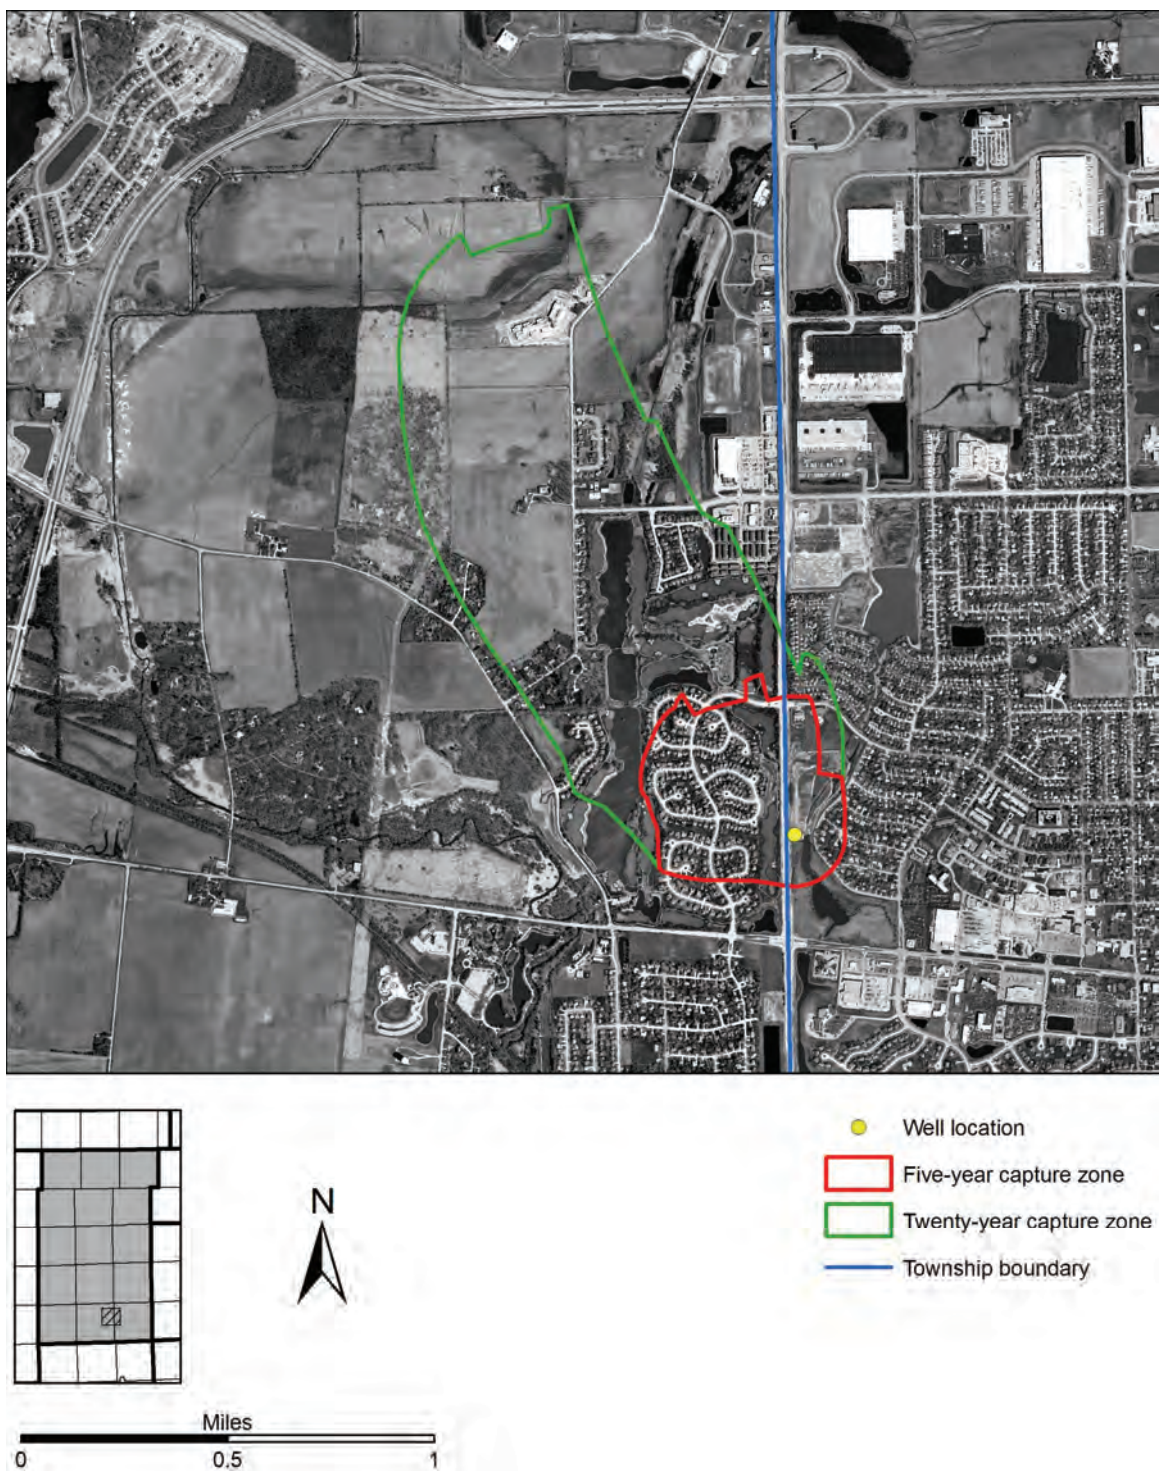 Well location
Five-year capture zone
Twenty-year capture zone
Township boundary
N
Miles
0 0.5 1